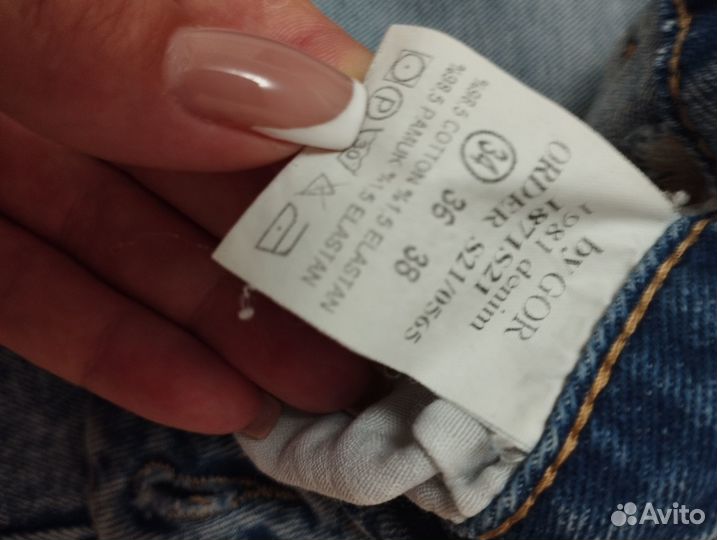 by GOR
1981 denim
1871S21
ORDER S21/0565
34 36 38
%98.5 COTTON %1.5 ELASTAN
%98.5 PAMUK %1.5 ELASTAN
P 30
Avito